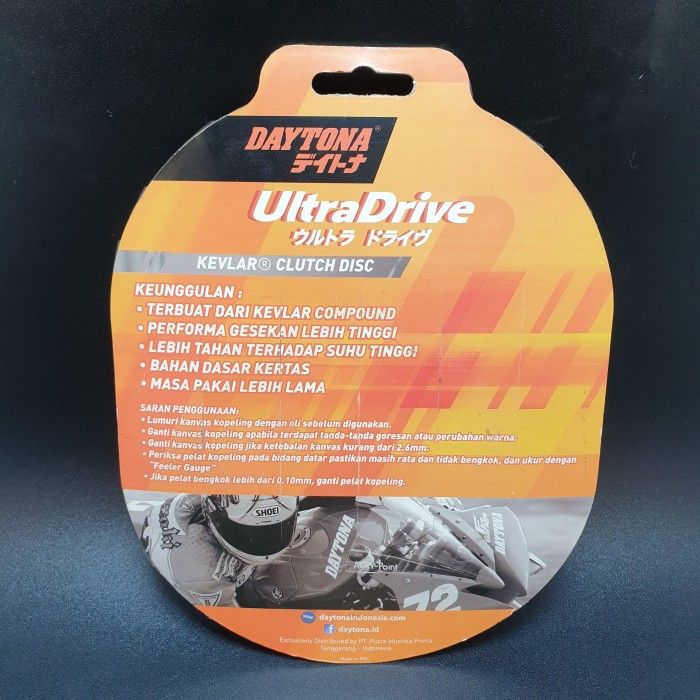 DAYTONA®
デイトナ
UltraDrive
ウルトラ ドライヴ
KEVLAR® CLUTCH DISC
KEUNGGULAN :
• TERBUAT DARI KEVLAR COMPOUND
• PERFORMA GESEKAN LEBIH TINGGI
• LEBIH TAHAN TERHADAP SUHU TINGGI
• BAHAN DASAR KERTAS
• MASA PAKAI LEBIH LAMA
SARAN PENGGUNAAN:
• Lumuri kanvas kopeling dengan oli sebelum digunakan.
• Ganti kanvas kopeling apabila terdapat tanda-tanda goresan atau perubahan warna.
• Ganti kanvas kopeling jika ketebalan kanvas kurang dari 2.6mm.
• Periksa pelat kopeling pada bidang datar pastikan masih rata dan tidak bengkok, dan ukur dengan
"Feeler Gauge"
• Jika pelat bengkok lebih dari 0,10mm, ganti pelat kopeling.
SHOEI
DAYTONA
DAYTONA
72
www daytonaindonesia.com
f daytona.id
Exclusively Distributed by PT. Putra Mustika Prima
Tanggerang - Indonesia
Made in PRC